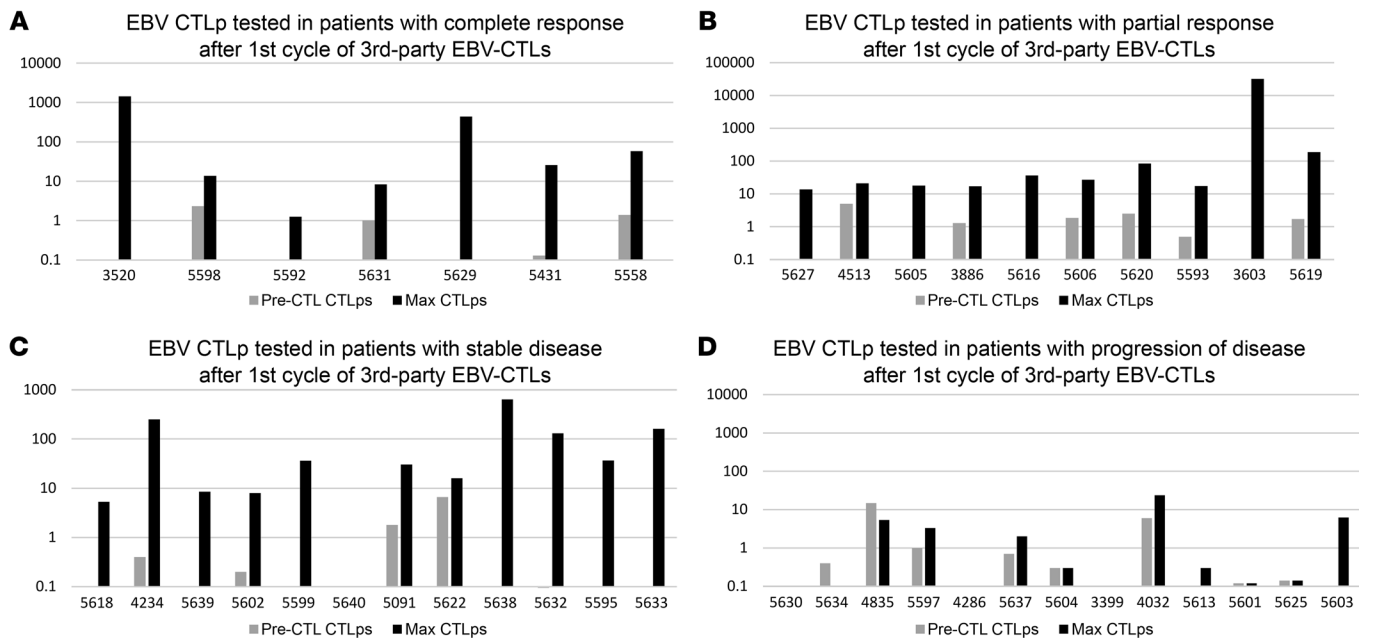 A
EBV CTLp tested in patients with complete response
after 1st cycle of 3rd-party EBV-CTLs
10000
1000
100
10
1
0.1
3520 5598 5592 5631 5629 5431 5558
Pre-CTL CTLps Max CTLps
B
EBV CTLp tested in patients with partial response
after 1st cycle of 3rd-party EBV-CTLs
100000
10000
1000
100
10
1
0.1
5627 4513 5605 3886 5616 5606 5620 5593 3603 5619
Pre-CTL CTLps Max CTLps
C
EBV CTLp tested in patients with stable disease
after 1st cycle of 3rd-party EBV-CTLs
1000
100
10
1
0.1
5618 4234 5639 5602 5599 5640 5091 5622 5638 5632 5595 5633
Pre-CTL CTLps Max CTLps
D
EBV CTLp tested in patients with progression of disease
after 1st cycle of 3rd-party EBV-CTLs
10000
1000
100
10
1
0.1
5630 5634 4835 5597 4286 5637 5604 3399 4032 5613 5601 5625 5603
Pre-CTL CTLps Max CTLps